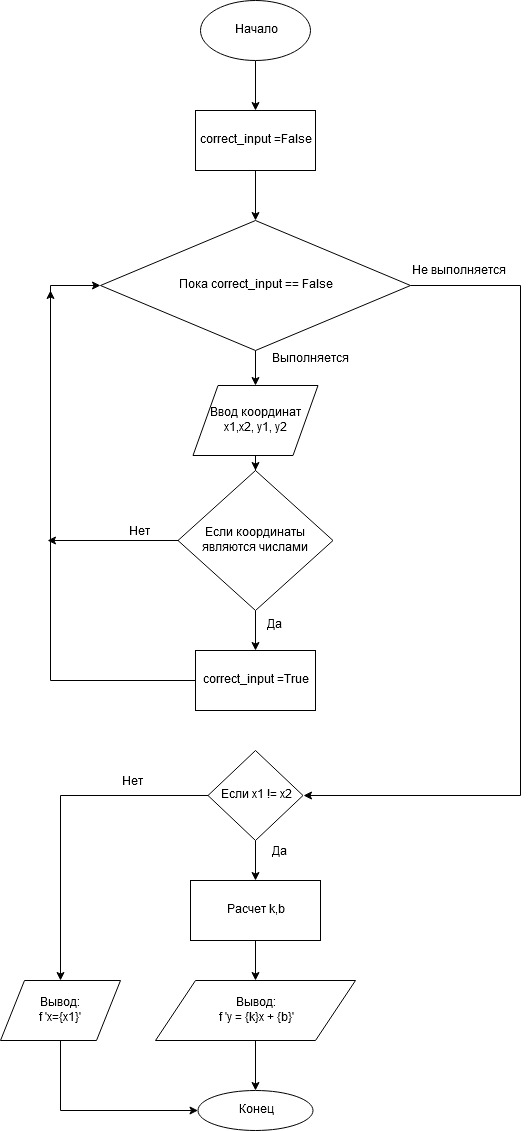 Начало
correct_input =False
Пока correct_input == False
Не выполняется
Выполняется
Ввод координат
x1,x2, y1, y2
Если координаты
являются числами
Нет
Да
correct_input =True
Если x1 != x2
Нет
Да
Расчет k,b
Вывод:
f 'x={x1}'
Вывод:
f 'y = {k}x + {b}'
Конец